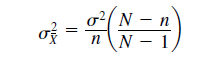 σ²_X̄ = σ²/n ((N − n)/(N − 1))